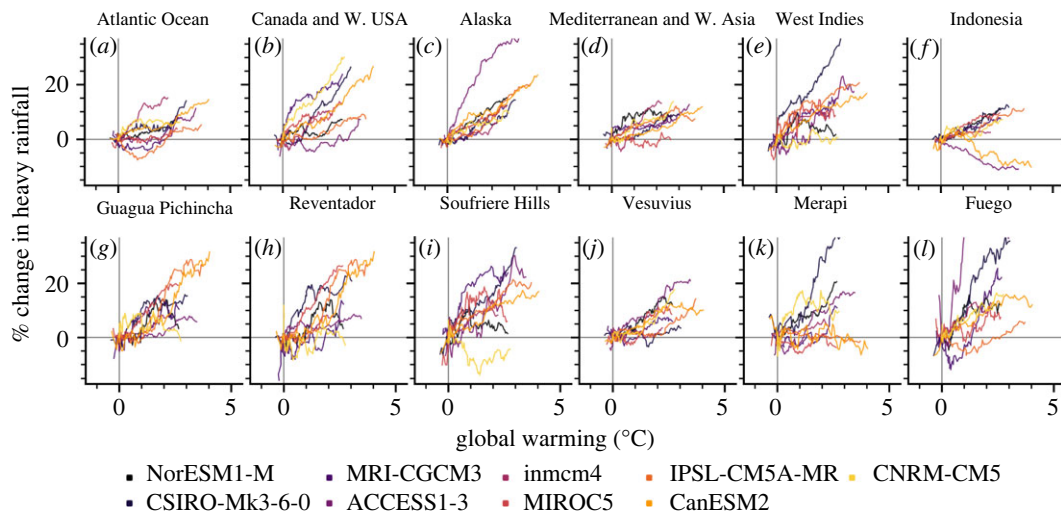 Atlantic Ocean Canada and W. USA Alaska Mediterranean and W. Asia West Indies Indonesia
(a) (b) (c) (d) (e) (f)
20
0
Guagua Pichincha Reventador Soufriere Hills Vesuvius Merapi Fuego
(g) (h) (i) (j) (k) (l)
20
0
0 5 0 5 0 5 0 5 0 5 0 5
% change in heavy rainfall
global warming (°C)
NorESM1-M MRI-CGCM3 inmcm4 IPSL-CM5A-MR CNRM-CM5
CSIRO-Mk3-6-0 ACCESS1-3 MIROC5 CanESM2